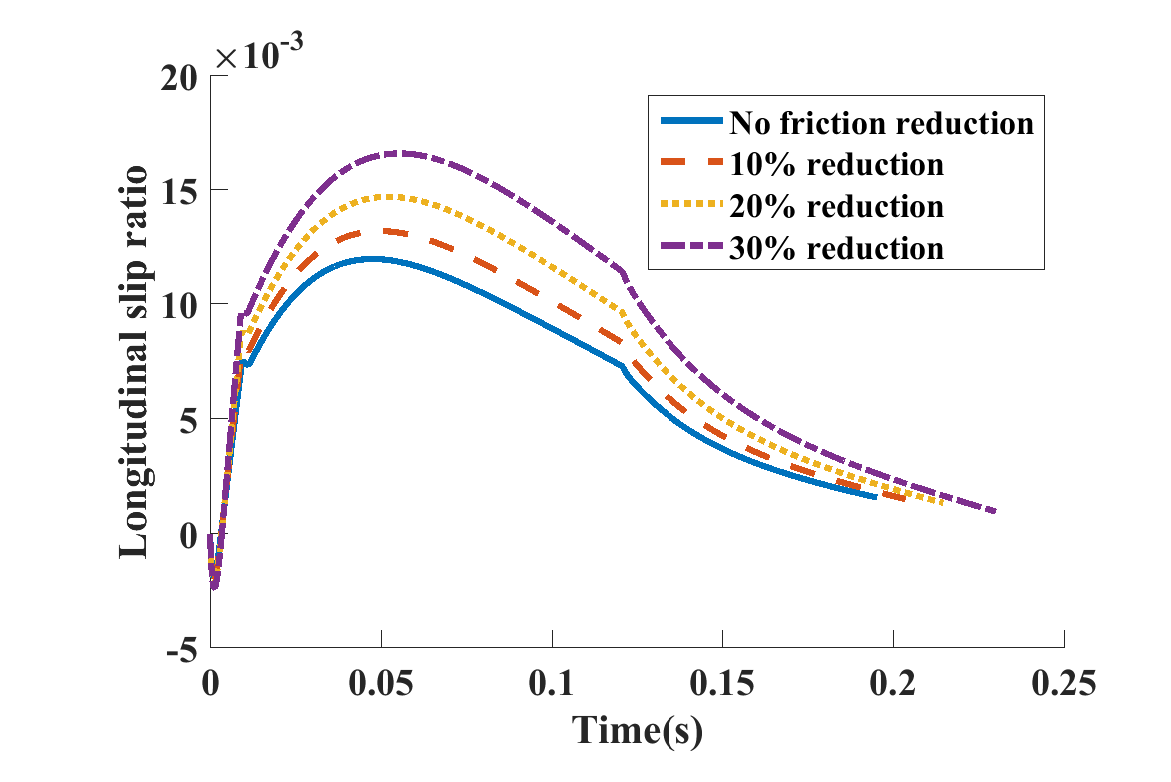 ×10-3
20
15
10
5
0
-5
Longitudinal slip ratio
No friction reduction
10% reduction
20% reduction
30% reduction
0 0.05 0.1 0.15 0.2 0.25
Time(s)